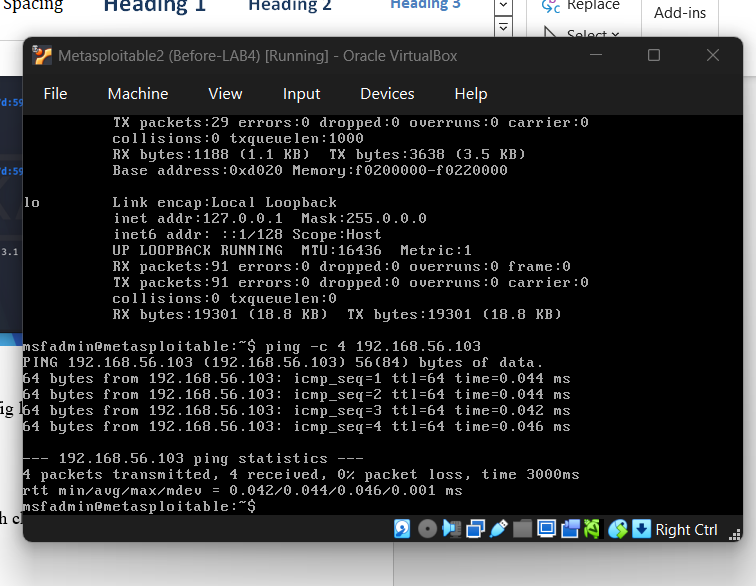 Spacing
Heading 1
Heading 2
Heading 3
Replace
Select
Add-ins
Metasploitable2 (Before-LAB4) [Running] - Oracle VirtualBox
File Machine View Input Devices Help
TX packets:29 errors:0 dropped:0 overruns:0 carrier:0
collisions:0 txqueuelen:1000
RX bytes:1188 (1.1 KB)  TX bytes:3638 (3.5 KB)
Base address:0xd020 Memory:f0200000-f0220000
lo Link encap:Local Loopback
inet addr:127.0.0.1  Mask:255.0.0.0
inet6 addr: ::1/128 Scope:Host
UP LOOPBACK RUNNING  MTU:16436  Metric:1
RX packets:91 errors:0 dropped:0 overruns:0 frame:0
TX packets:91 errors:0 dropped:0 overruns:0 carrier:0
collisions:0 txqueuelen:0
RX bytes:19301 (18.8 KB)  TX bytes:19301 (18.8 KB)
msfadmin@metasploitable:~$ ping -c 4 192.168.56.103
PING 192.168.56.103 (192.168.56.103) 56(84) bytes of data.
64 bytes from 192.168.56.103: icmp_seq=1 ttl=64 time=0.044 ms
64 bytes from 192.168.56.103: icmp_seq=2 ttl=64 time=0.044 ms
64 bytes from 192.168.56.103: icmp_seq=3 ttl=64 time=0.042 ms
64 bytes from 192.168.56.103: icmp_seq=4 ttl=64 time=0.046 ms
--- 192.168.56.103 ping statistics ---
4 packets transmitted, 4 received, 0% packet loss, time 3000ms
rtt min/avg/max/mdev = 0.042/0.044/0.046/0.001 ms
msfadmin@metasploitable:~$
Right Ctrl